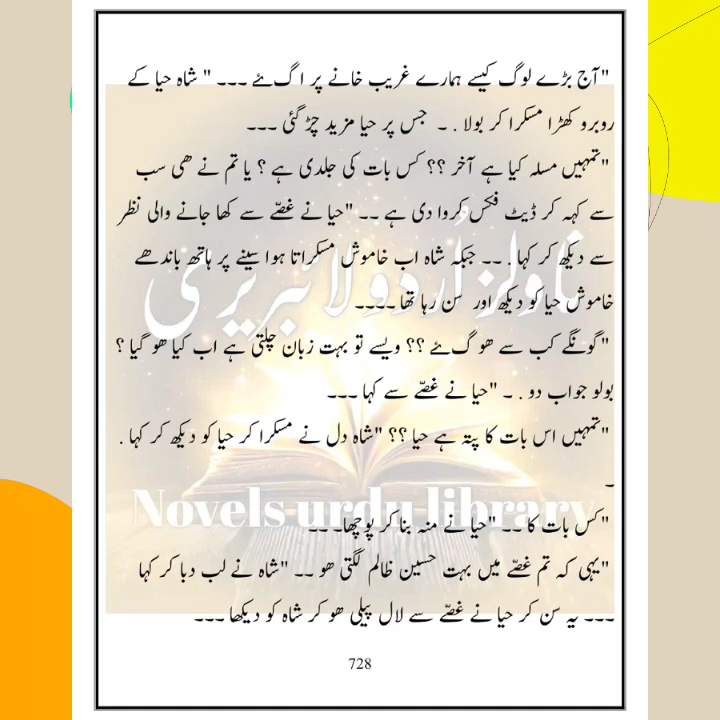 "آج بڑے لوگ کیسے ہمارے غریب خانے پر اگئے ۔۔۔ " شاہ حیا کے
روبرو کھڑا مسکرا کر بولا . ۔ جس پر حیا مزید چڑ گئی ۔۔۔
"تمہیں مسلہ کیا ہے آخر ؟؟ کس بات کی جلدی ہے ؟ یا تم نے ھی سب
سے کہہ کر ڈیٹ فکس کروا دی ہے ۔۔ "حیا نے غصّے سے کھا جانے والی نظر
سے دیکھ کر کہا . ۔۔ جبکہ شاہ اب خاموش مسکراتا ہوا سینے پر ہاتھ باندھے
خاموش حیا کو دیکھ اور سن رہا تھا ۔۔۔۔
"گونگے کب سے ھو گئے ؟؟ ویسے تو بہت زبان چلتی ہے اب کیا ھو گیا ؟
بولو جواب دو . ۔ "حیا نے غصّے سے کہا ۔۔۔
"تمہیں اس بات کا پتہ ہے حیا ؟؟ "شاہ دل نے مسکرا کر حیا کو دیکھ کر کہا .
۔
"کس بات کا ۔۔ "حیا نے منہ بنا کر پوچھا۔ ۔۔
"یہی کہ تم غصّے میں بہت حسین ظالم لگتی ھو ۔۔ "شاہ نے لب دبا کر کہا
۔۔۔ یہ سن کر حیا نے غصّے سے لال پیلی ھو کر شاہ کو دیکھا ۔۔۔
ناولز اُردو لائبریری
Novels urdu library
728